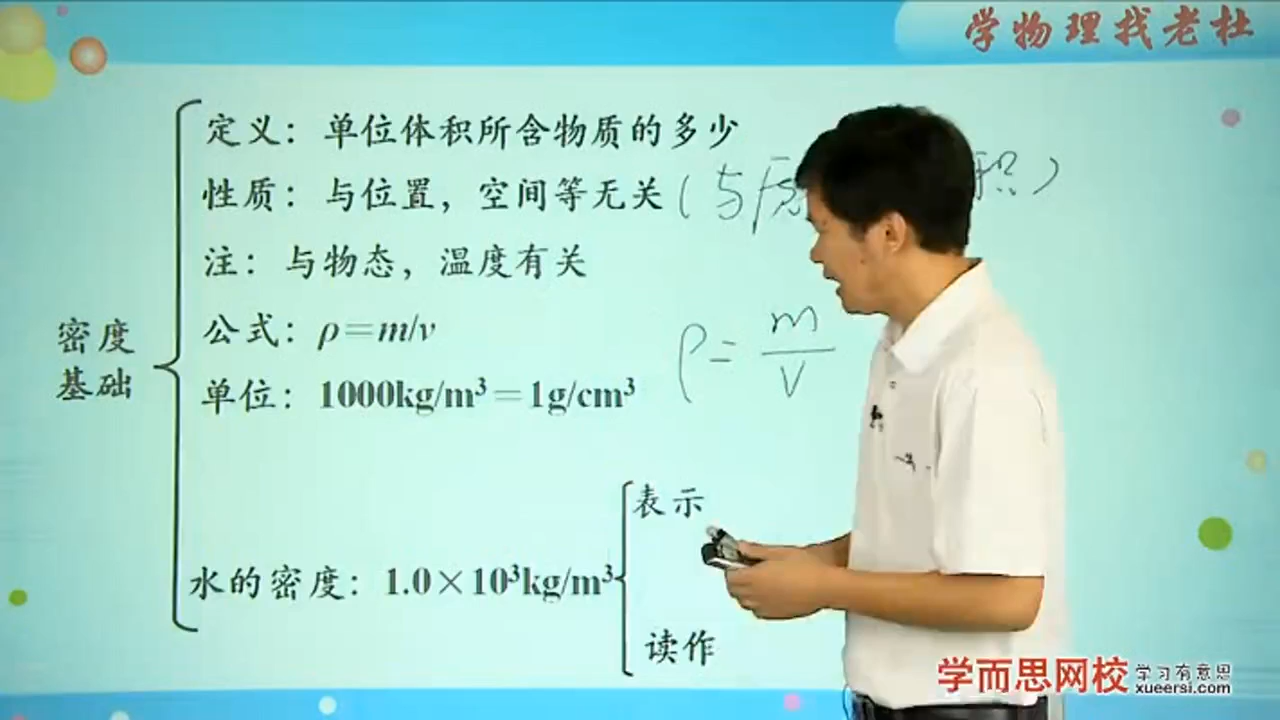 学物理找老杜
定义：单位体积所含物质的多少
性质：与位置，空间等无关（与质 积）
注：与物态，温度有关
公式：ρ＝m/v
ρ = m/V
密度
基础
单位：1000kg/m³＝1g/cm³
表示
水的密度：1.0×10³kg/m³
读作
学而思网校 学习有意思
xueersi.com